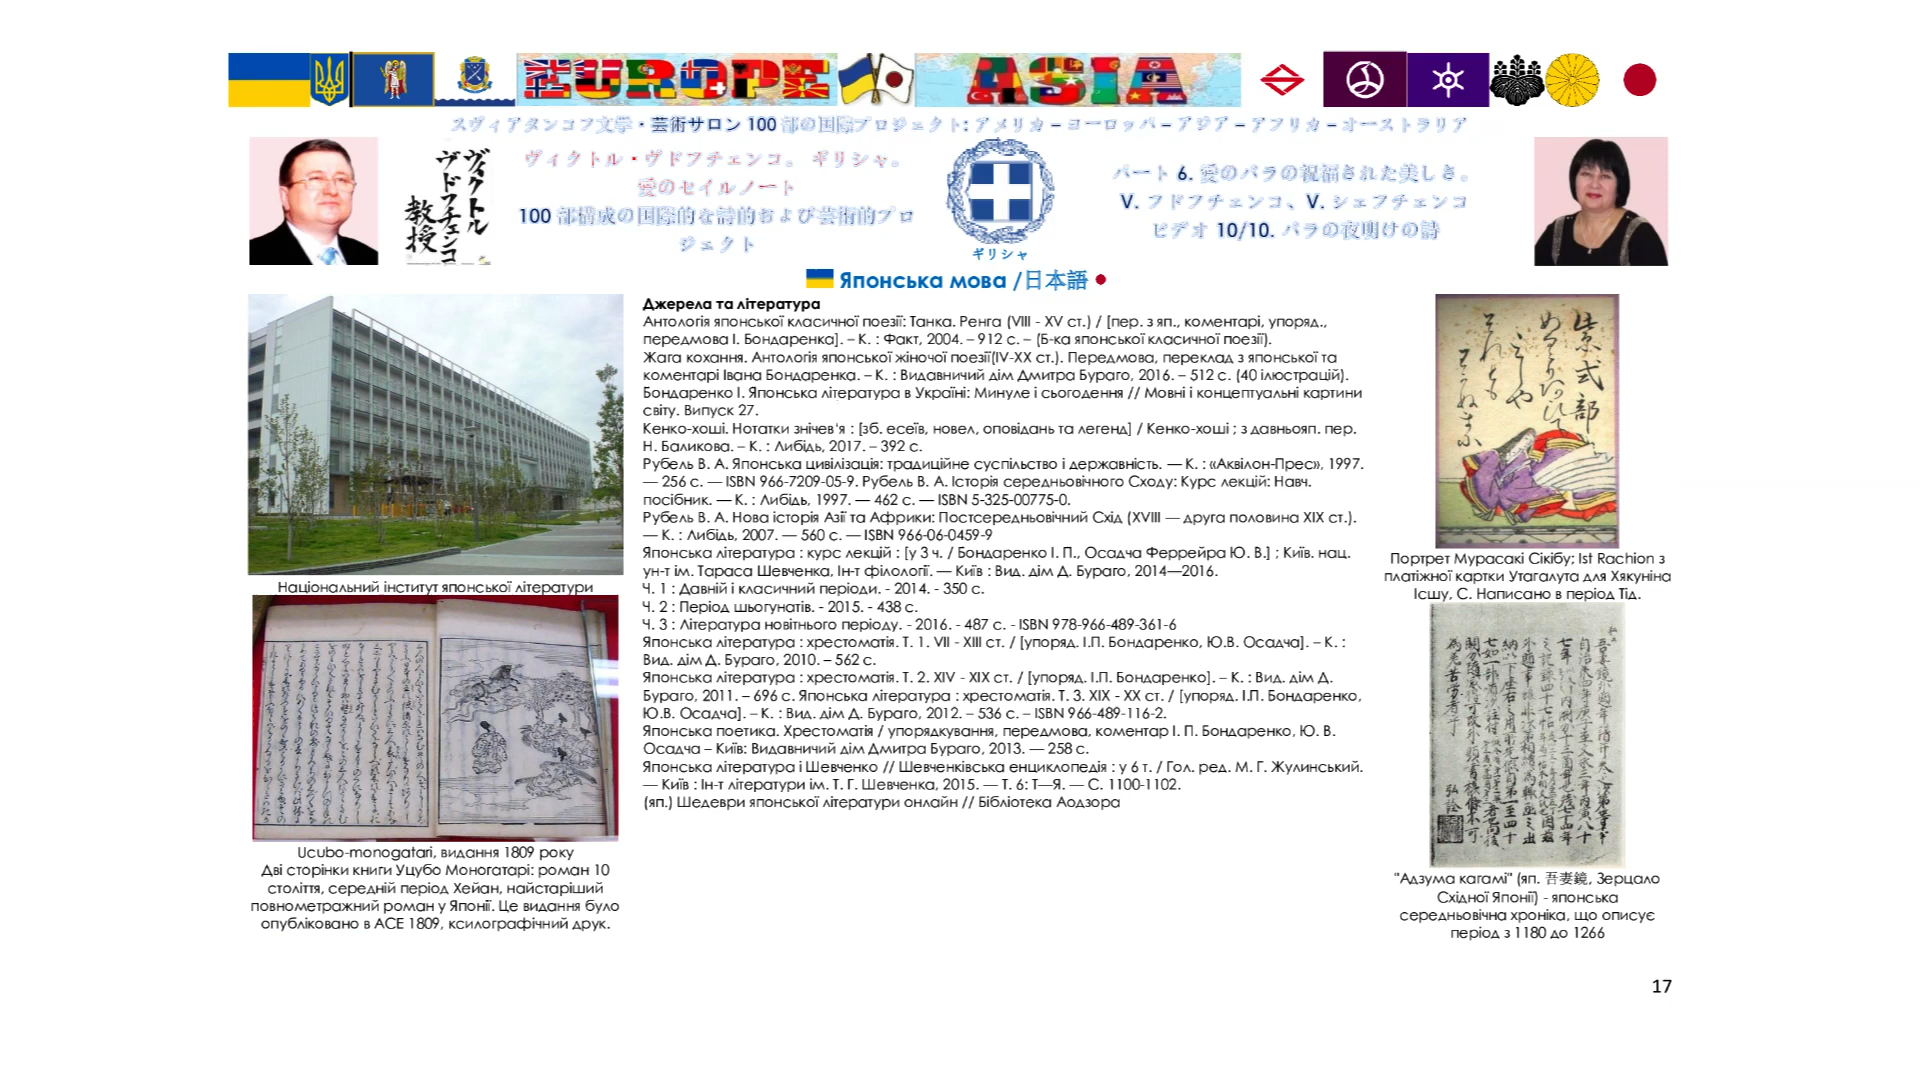 EUROPE ASIA
スヴィアタンコフ文學・芸術サロン 100 部の国際プロジェクト: アメリカ – ヨーロッパ – アジア – アフリカ – オーストラリア
ヴィクトル
ヴドフチェンコ
教授
ヴィクトル・ヴドフチェンコ。 ギリシャ。
愛のセイルノート
100 部構成の国際的な詩的および芸術的プロ
ジェクト
ギリシャ
パート 6. 愛のバラの祝福された美しさ。
V. フドフチェンコ、V. シェフチェンコ
ビデオ 10/10. バラの夜明けの詩
Японська мова /日本語
Національний інститут японської літератури
Ucubo-monogatari, видання 1809 року
Дві сторінки книги Уцубо Моногатарі: роман 10
століття, середній період Хейан, найстаріший
повнометражний роман у Японії. Це видання було
опубліковано в ACE 1809, ксилографічний друк.
Джерела та література
Антологія японської класичної поезії: Танка. Ренга (VIII - XV ст.) / [пер. з яп., коментарі, упоряд.,
передмова І. Бондаренка]. – К. : Факт, 2004. – 912 с. – (Б-ка японської класичної поезії).
Жага кохання. Антологія японської жіночої поезії(IV-XX ст.). Передмова, переклад з японської та
коментарі Івана Бондаренка. – К. : Видавничий дім Дмитра Бураго, 2016. – 512 с. (40 ілюстрацій).
Бондаренко І. Японська література в Україні: Минуле і сьогодення // Мовні і концептуальні картини
світу. Випуск 27.
Кенко-хоші. Нотатки знічев'я : [зб. есеїв, новел, оповідань та легенд] / Кенко-хоші ; з давньояп. пер.
Н. Баликова. – К. : Либідь, 2017. – 392 с.
Рубель В. А. Японська цивілізація: традиційне суспільство і державність. — К. : «Аквілон-Прес», 1997.
— 256 с. — ISBN 966-7209-05-9. Рубель В. А. Історія середньовічного Сходу: Курс лекцій: Навч.
посібник. — К. : Либідь, 1997. — 462 с. — ISBN 5-325-00775-0.
Рубель В. А. Нова історія Азії та Африки: Постсередньовічний Схід (XVIII — друга половина XIX ст.).
— К. : Либідь, 2007. — 560 с. — ISBN 966-06-0459-9
Японська література : курс лекцій : [у 3 ч. / Бондаренко І. П., Осадча Феррейра Ю. В.] ; Київ. нац.
ун-т ім. Тараса Шевченка, Ін-т філології. — Київ : Вид. дім Д. Бураго, 2014—2016.
Ч. 1 : Давній і класичний періоди. - 2014. - 350 с.
Ч. 2 : Період шьогунатів. - 2015. - 438 с.
Ч. 3 : Література новітнього періоду. - 2016. - 487 с. - ISBN 978-966-489-361-6
Японська література : хрестоматія. Т. 1. VII - XIII ст. / [упоряд. І.П. Бондаренко, Ю.В. Осадча]. – К. :
Вид. дім Д. Бураго, 2010. – 562 с.
Японська література : хрестоматія. Т. 2. XIV - XIX ст. / [упоряд. І.П. Бондаренко]. – К. : Вид. дім Д.
Бураго, 2011. – 696 с. Японська література : хрестоматія. Т. 3. XIX - XX ст. / [упоряд. І.П. Бондаренко,
Ю.В. Осадча]. – К. : Вид. дім Д. Бураго, 2012. – 536 с. – ISBN 966-489-116-2.
Японська поетика. Хрестоматія / упорядкування, передмова, коментар І. П. Бондаренко, Ю. В.
Осадча – Київ: Видавничий дім Дмитра Бураго, 2013. — 258 с.
Японська література і Шевченко // Шевченківська енциклопедія : у 6 т. / Гол. ред. М. Г. Жулинський.
— Київ : Ін-т літератури ім. Т. Г. Шевченка, 2015. — Т. 6: Т—Я. — С. 1100-1102.
(яп.) Шедеври японської літератури онлайн // Бібліотека Аодзора
紫式部
Портрет Мурасакі Сікібу; Ist Rachion з
платіжної картки Утагалута для Хякуніна
Ісшу, С. Написано в період Тід.
"Адзума кагамі" (яп. 吾妻鏡, Зерцало
Східної Японії) - японська
середньовічна хроніка, що описує
період з 1180 до 1266
17